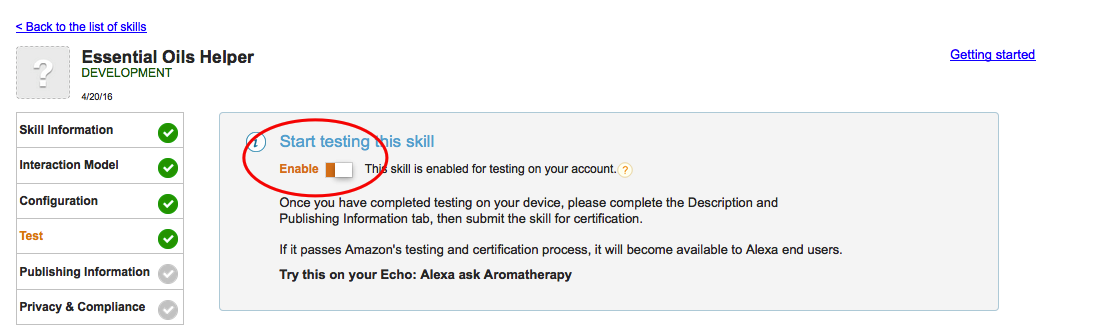 < Back to the list of skills
?
Essential Oils Helper
Getting started
DEVELOPMENT
4/20/16
Skill Information
Interaction Model
Configuration
Test
Publishing Information
Privacy & Compliance
i
Start testing this skill
Enable This skill is enabled for testing on your account. ?
Once you have completed testing on your device, please complete the Description and
Publishing Information tab, then submit the skill for certification.
If it passes Amazon's testing and certification process, it will become available to Alexa end users.
Try this on your Echo: Alexa ask Aromatherapy